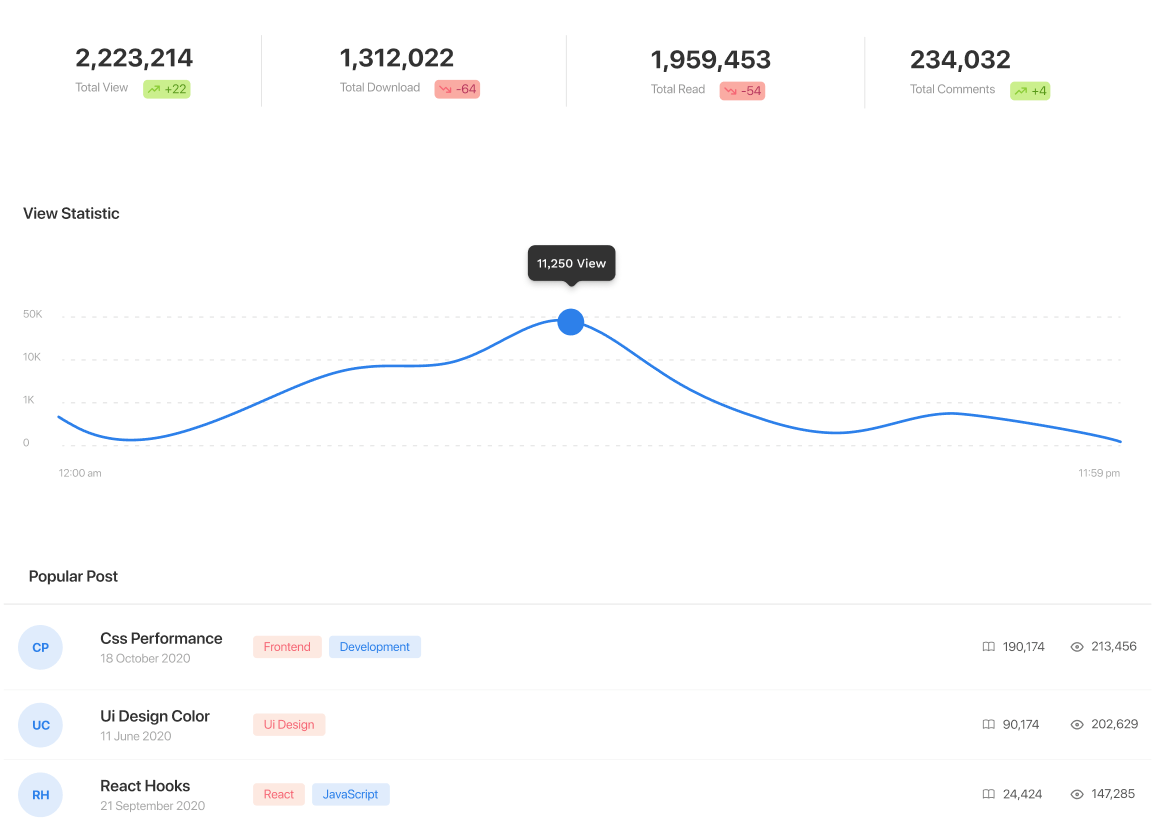 2,223,214
Total View +22
1,312,022
Total Download -64
1,959,453
Total Read -54
234,032
Total Comments +4
View Statistic
11,250 View
50K
10K
1K
0
12:00 am 11:59 pm
Popular Post
CP Css Performance Frontend Development 190,174 213,456
18 October 2020
UC Ui Design Color Ui Design 90,174 202,629
11 June 2020
RH React Hooks React JavaScript 24,424 147,285
21 September 2020